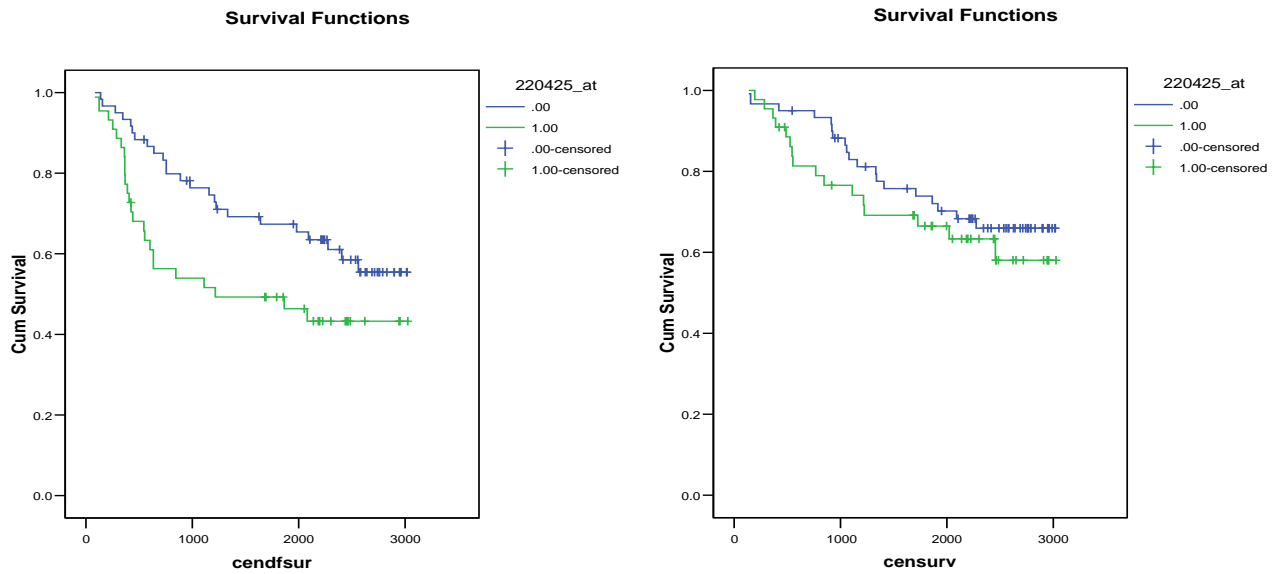 Survival Functions
1.0
0.8
0.6
0.4
0.2
0.0
Cum Survival
0 1000 2000 3000
cendfsur
220425_at
.00
1.00
.00-censored
1.00-censored
Survival Functions
1.0
0.8
0.6
0.4
0.2
0.0
Cum Survival
0 1000 2000 3000
censurv
220425_at
.00
1.00
.00-censored
1.00-censored